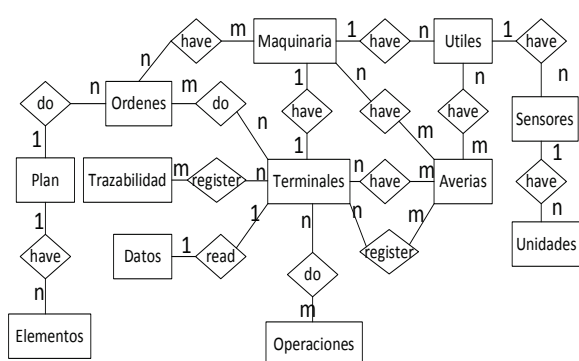 1 n 1
have m Maquinaria have Utiles have
n 1 n n n
do n Ordenes m do have have have Sensores
1 n 1 m m 1
Plan Trazabilidad m register n Terminales n have m Averias have
1 1 n n m n
have Datos 1 read do register Unidades
n m
Elementos Operaciones